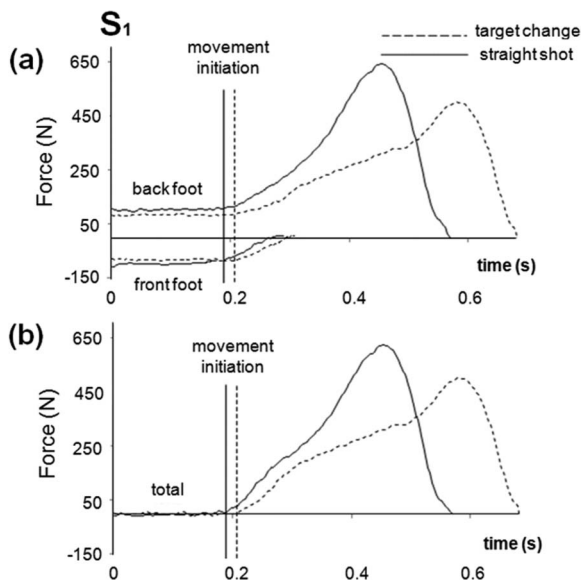 S1
(a)
movement
initiation
target change
straight shot
650
450
250
50
-150
Force (N)
back foot
front foot
time (s)
0
0.2
0.4
0.6
(b)
movement
initiation
650
450
250
50
-150
Force (N)
total
time (s)
0
0.2
0.4
0.6